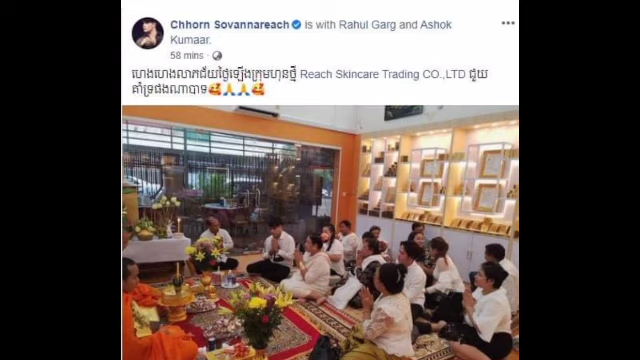 Chhorn Sovannareach is with Rahul Garg and Ashok
Kumaar.
58 mins ·
ហេងហេងលាភជ័យថ្ងៃឡើងក្រុមហ៊ុនថ្មី Reach Skincare Trading CO.,LTD ជួយ
គាំទ្រផងណាបាទ🥰🙏🙏🥰